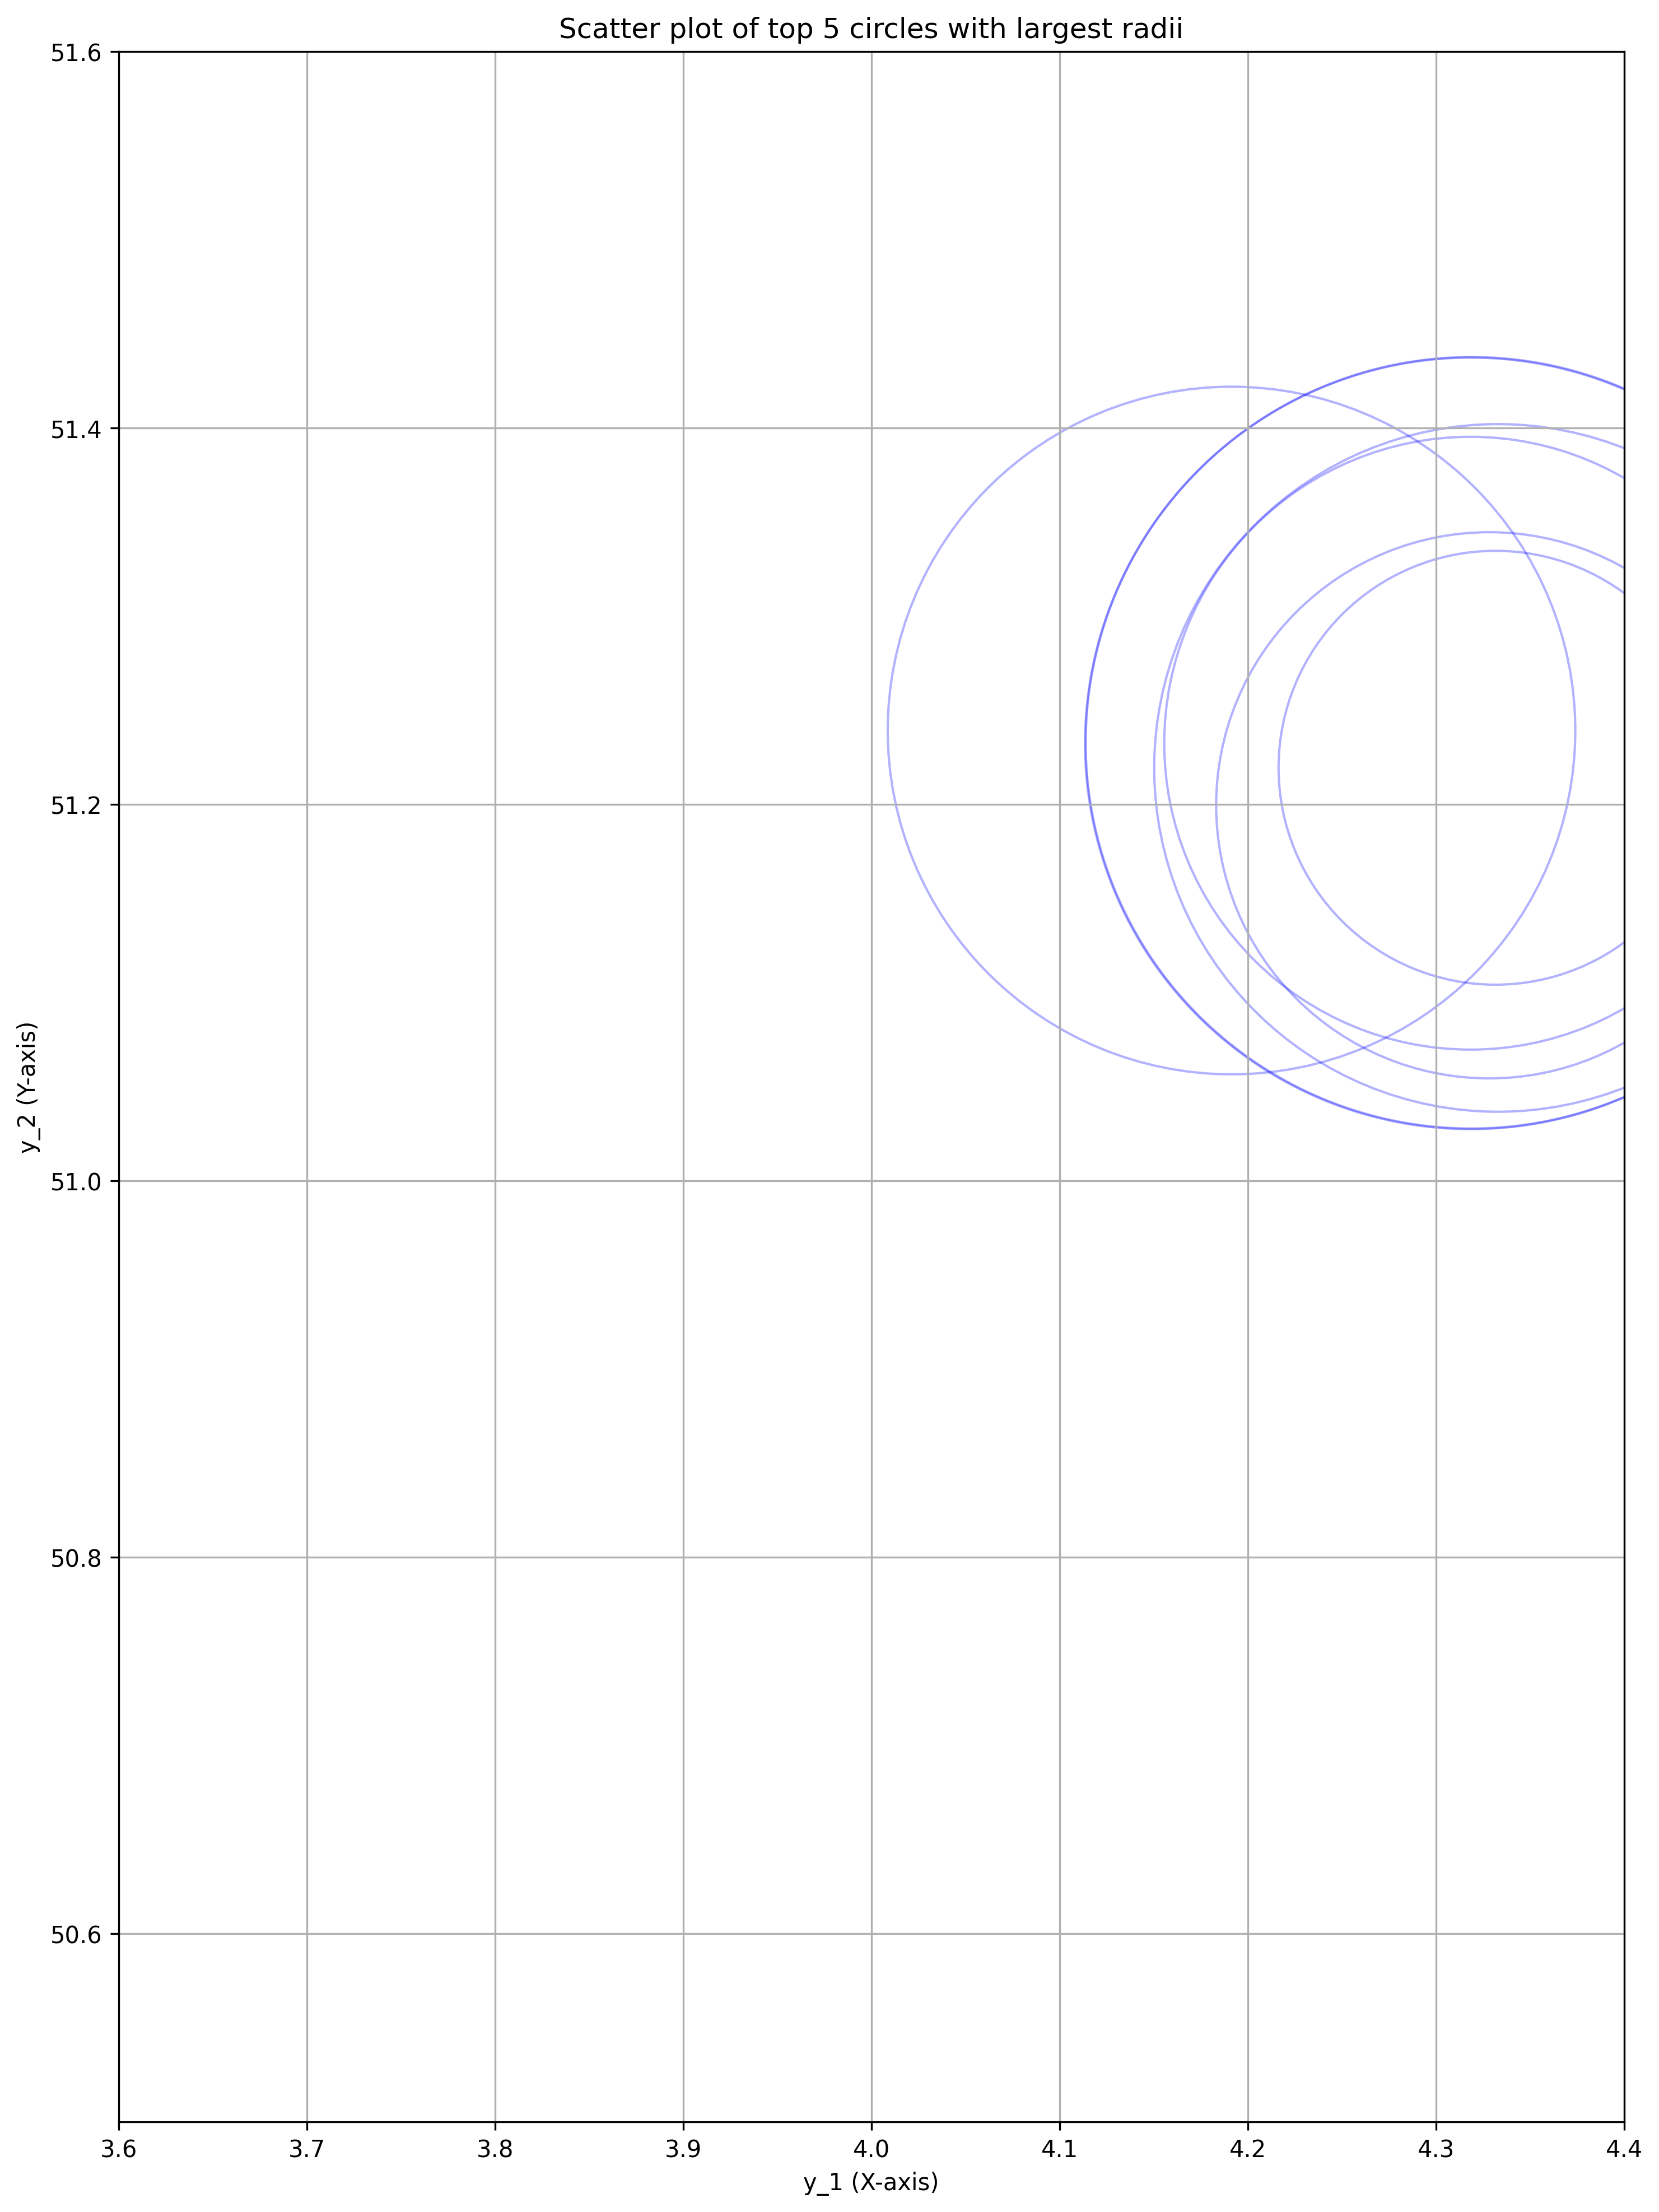 Scatter plot of top 5 circles with largest radii
51.6
51.4
51.2
51.0
50.8
50.6
y_2 (Y-axis)
3.6 3.7 3.8 3.9 4.0 4.1 4.2 4.3 4.4
y_1 (X-axis)